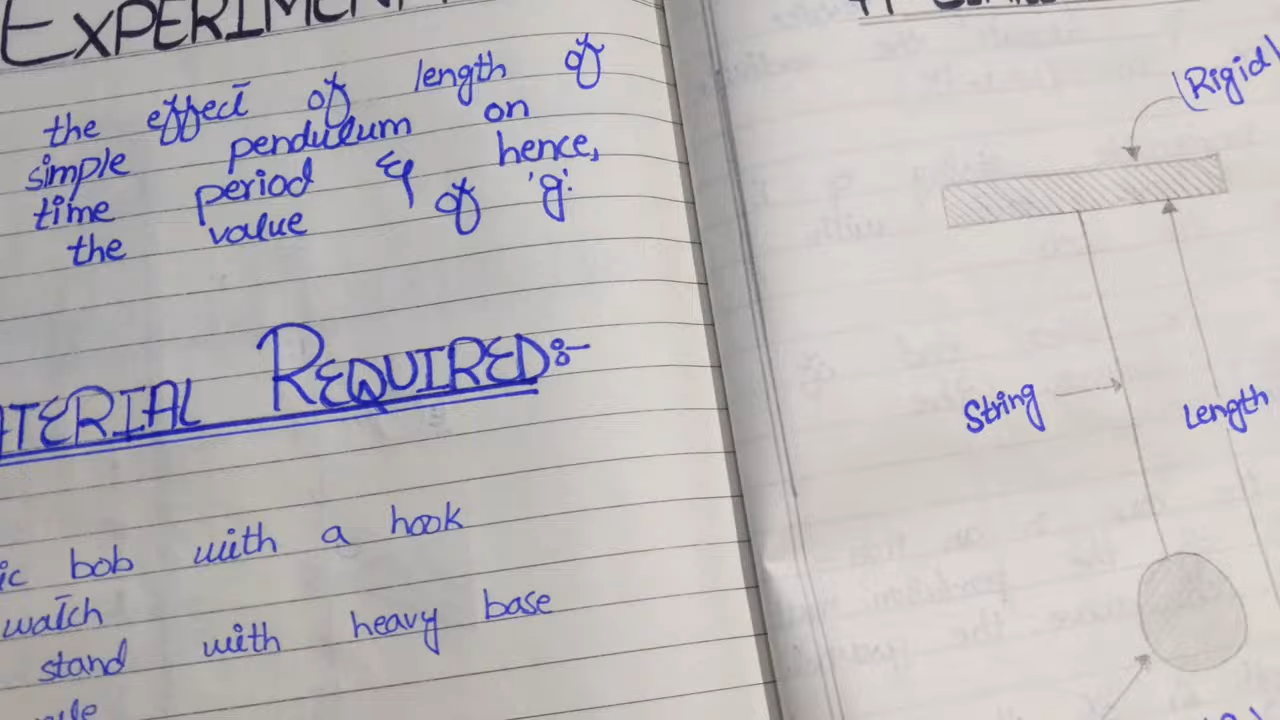 EXPERIMEN
the effect of length of
simple pendulum on
time period & hence,
the value of 'g'.
ATERIAL REQUIRED:-
ic bob with a hook
watch
stand with heavy base
(Rigid)
String
Length